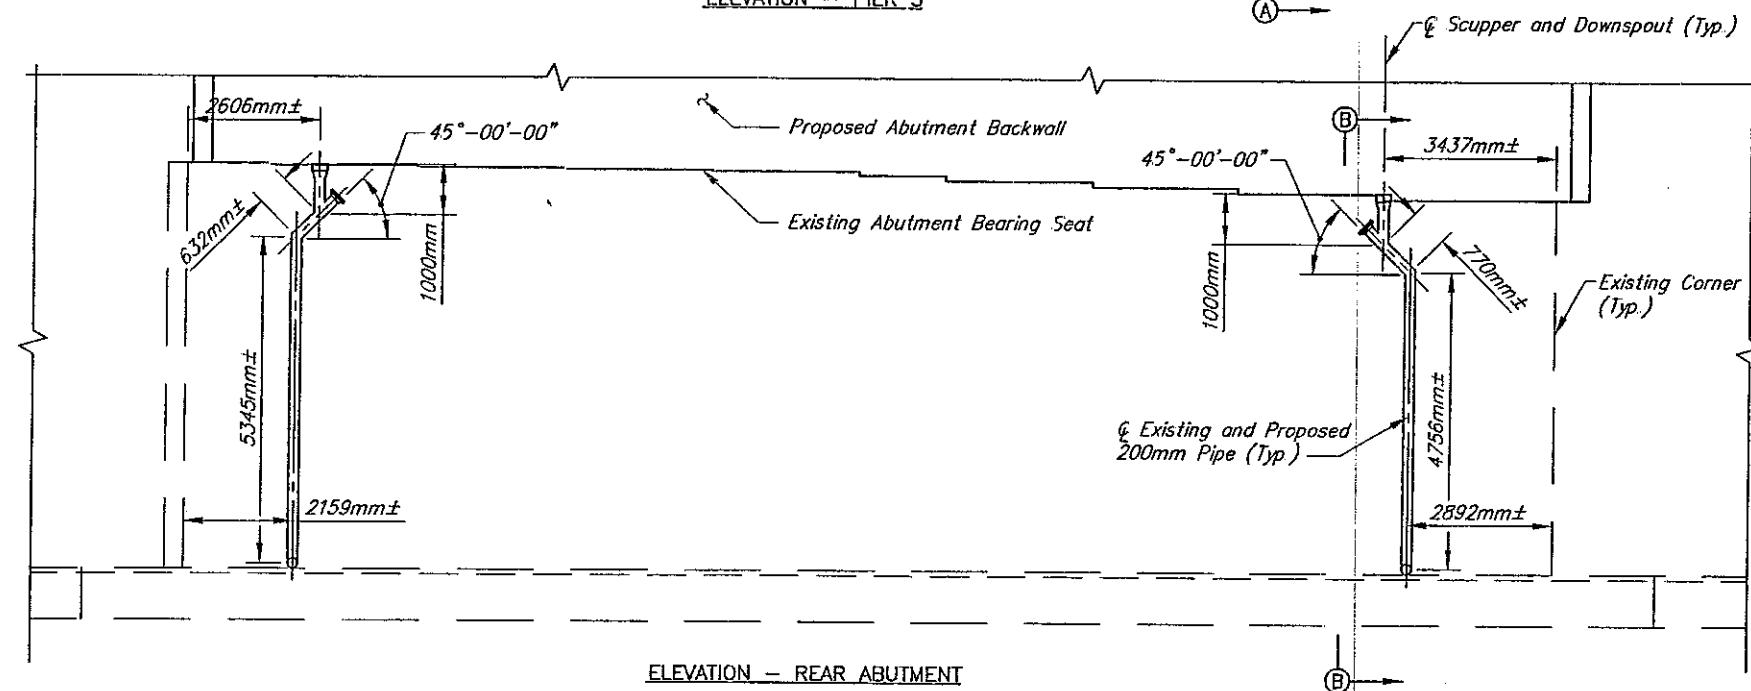 ELEVATION - PIER 3
A
℄ Scupper and Downspout (Typ.)
2606mm±
45°-00'-00"
Proposed Abutment Backwall
B
3437mm±
45°-00'-00"
632mm±
1000mm
Existing Abutment Bearing Seat
1000mm
770mm±
Existing Corner
(Typ.)
5345mm±
℄ Existing and Proposed
200mm Pipe (Typ.)
4756mm±
2159mm±
2892mm±
ELEVATION - REAR ABUTMENT
B